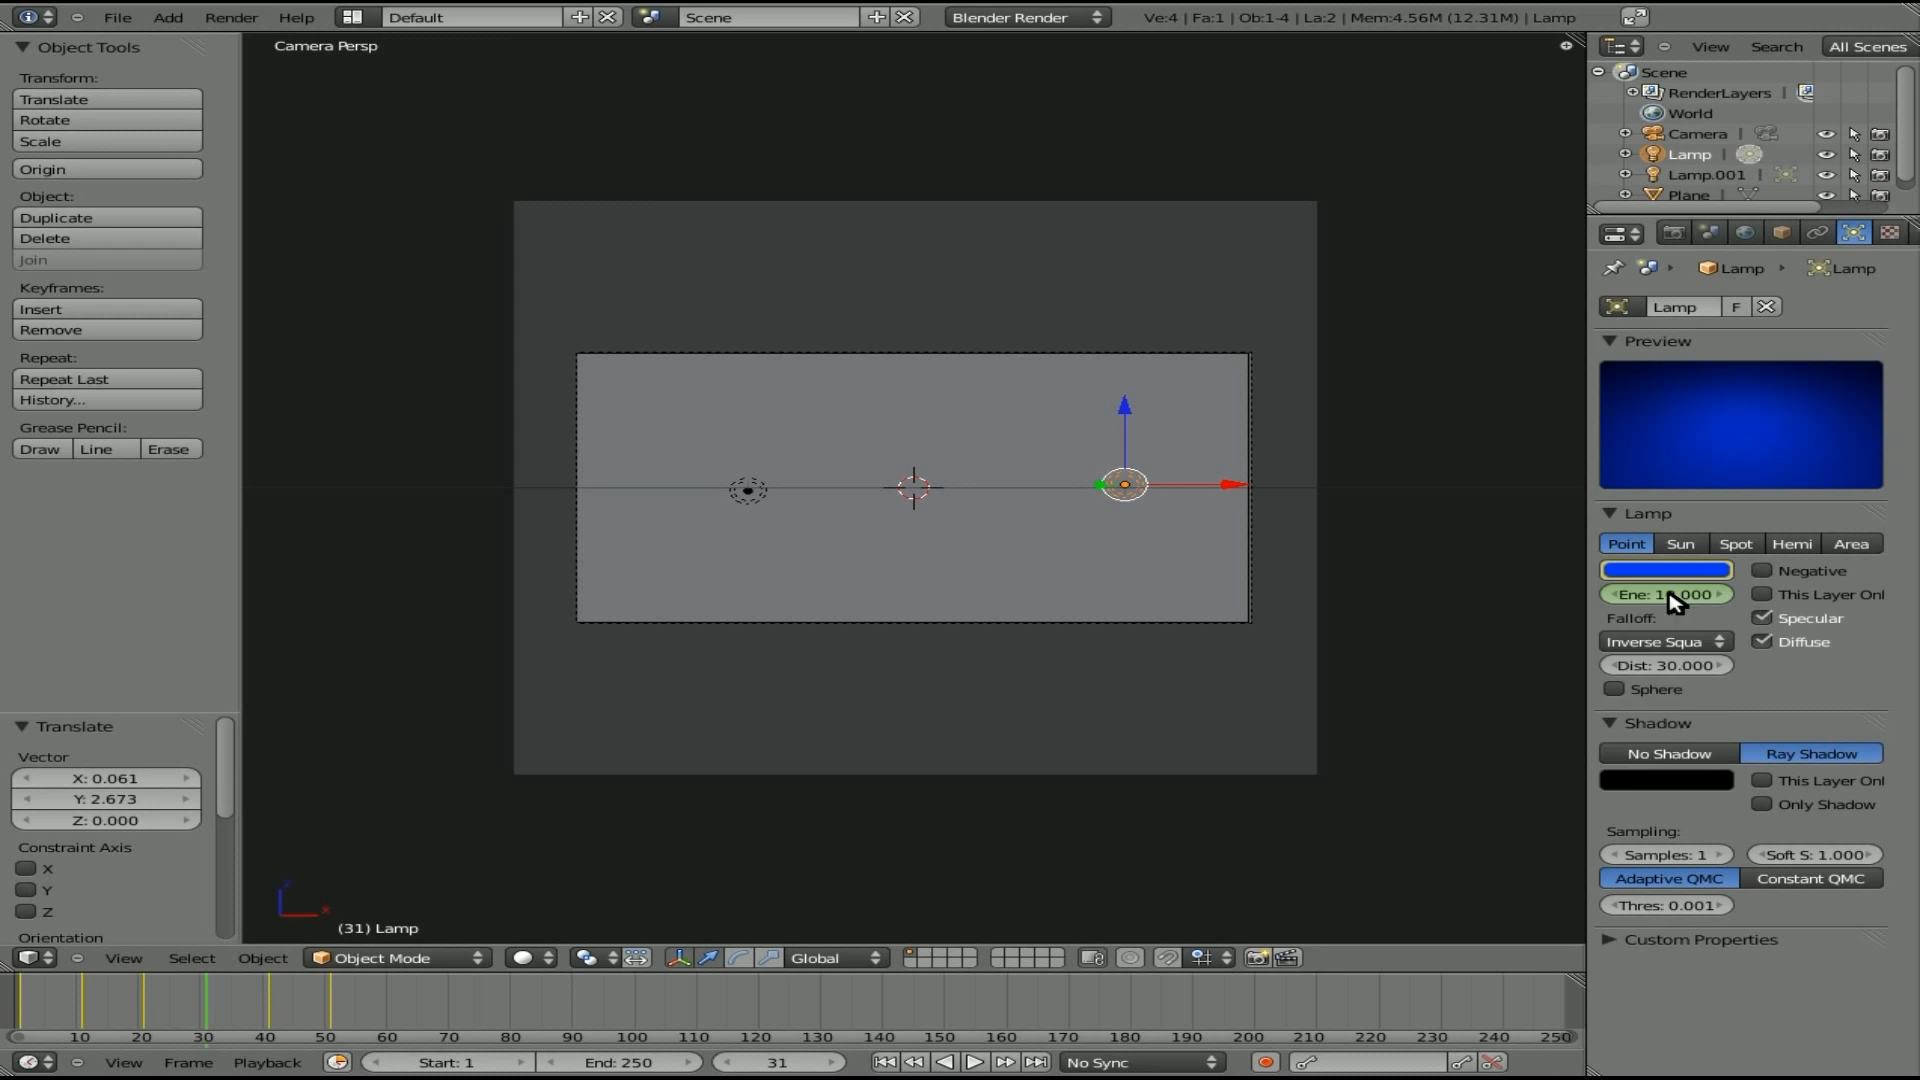 File Add Render Help Default Scene Blender Render Ve:4 | Fa:1 | Ob:1-4 | La:2 | Mem:4.56M (12.31M) | Lamp
Object Tools
Transform:
Translate
Rotate
Scale
Origin
Object:
Duplicate
Delete
Join
Keyframes:
Insert
Remove
Repeat:
Repeat Last
History...
Grease Pencil:
Draw Line Erase
Translate
Vector
X: 0.061
Y: 2.673
Z: 0.000
Constraint Axis
X
Y
Z
Orientation
Camera Persp
(31) Lamp
View Select Object Object Mode Global
10 20 30 40 50 60 70 80 90 100 110 120 130 140 150 160 170 180 190 200 210 220 230 240 250
View Frame Playback Start: 1 End: 250 31 No Sync
View Search All Scenes
Scene
RenderLayers
World
Camera
Lamp
Lamp.001
Plane
Lamp Lamp
Lamp F
Preview
Lamp
Point Sun Spot Hemi Area
Negative
Ene: 000 This Layer Onl
Falloff: Specular
Inverse Squa Diffuse
Dist: 30.000
Sphere
Shadow
No Shadow Ray Shadow
This Layer Onl
Only Shadow
Sampling:
Samples: 1 Soft S: 1.000
Adaptive QMC Constant QMC
Thres: 0.001
Custom Properties